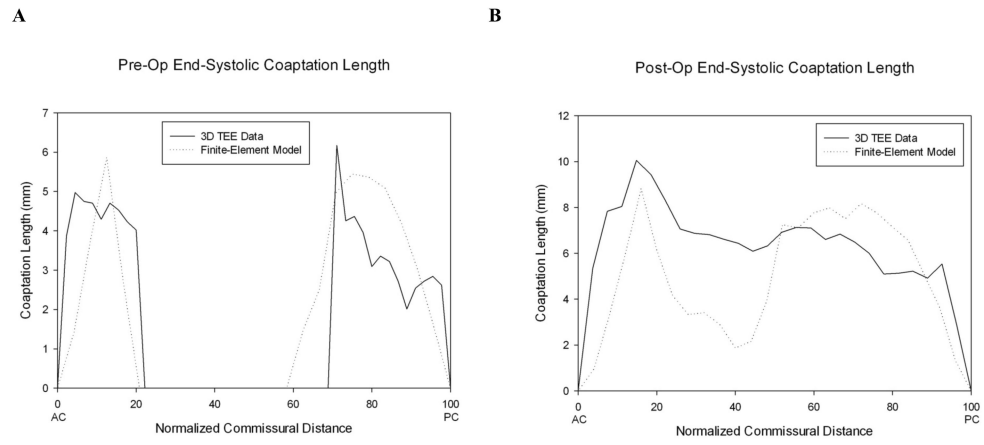 A
Pre-Op End-Systolic Coaptation Length
7
6
5
4
3
2
1
0
Coaptation Length (mm)
3D TEE Data
Finite-Element Model
0
20
40
60
80
100
AC
PC
Normalized Commissural Distance
B
Post-Op End-Systolic Coaptation Length
12
10
8
6
4
2
0
Coaptation Length (mm)
3D TEE Data
Finite-Element Model
0
20
40
60
80
100
AC
PC
Normalized Commissural Distance